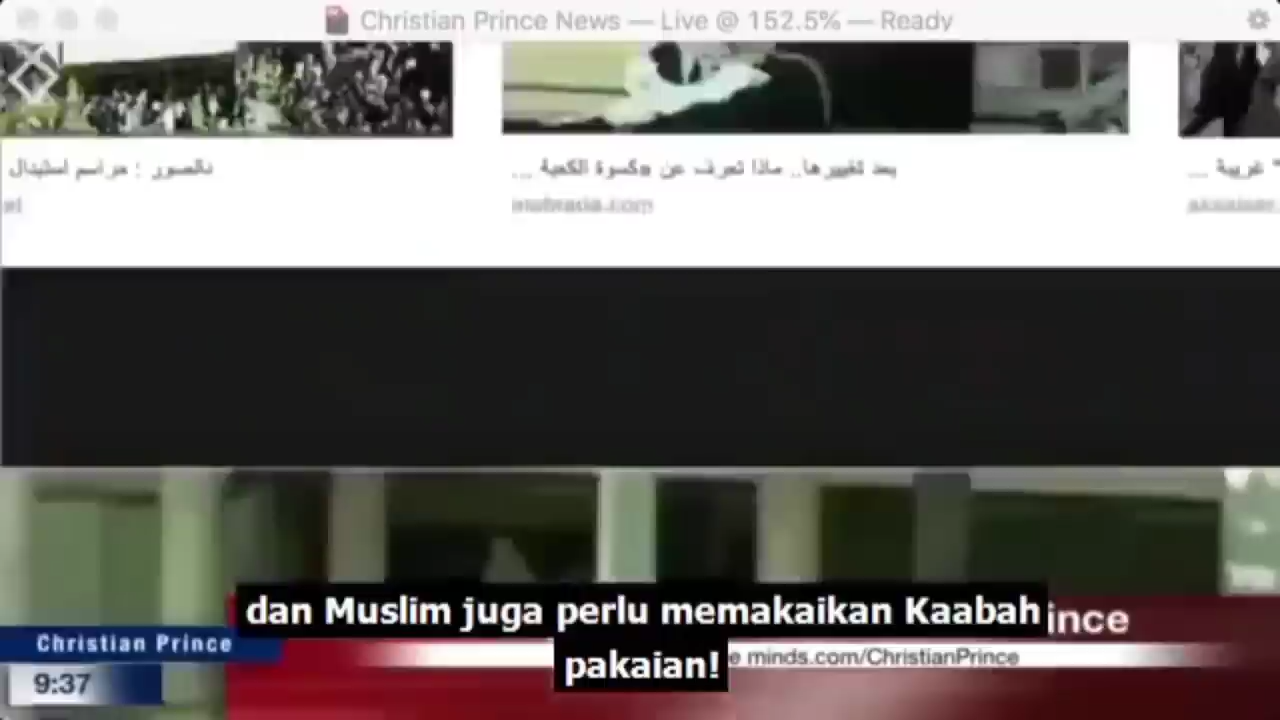 Christian Prince News — Live @ 152.5% — Ready
بعد تغييرها.. ماذا تعرف عن كسوة الكعبة ...
dan Muslim juga perlu memakaikan Kaabah
pakaian!
ince
Christian Prince
minds.com/ChristianPrince
9:37